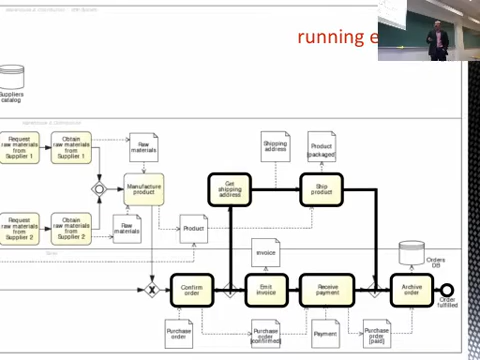 running e
Suppliers
catalog
Request
raw materials
from
Supplier 1
Obtain
raw materials
from
Supplier 1
Raw
materials
Shipping
address
Product
[packaged]
Manufacture
product
Get
shipping
address
Ship
product
Request
raw materials
from
Supplier 2
Obtain
raw materials
from
Supplier 2
Raw
materials
Product
Invoice
Orders
DB
Confirm
order
Emit
invoice
Receive
payment
Archive
order
Order
fulfilled
Purchase
order
Purchase
order
[confirmed]
Payment
Purchase
order
[paid]